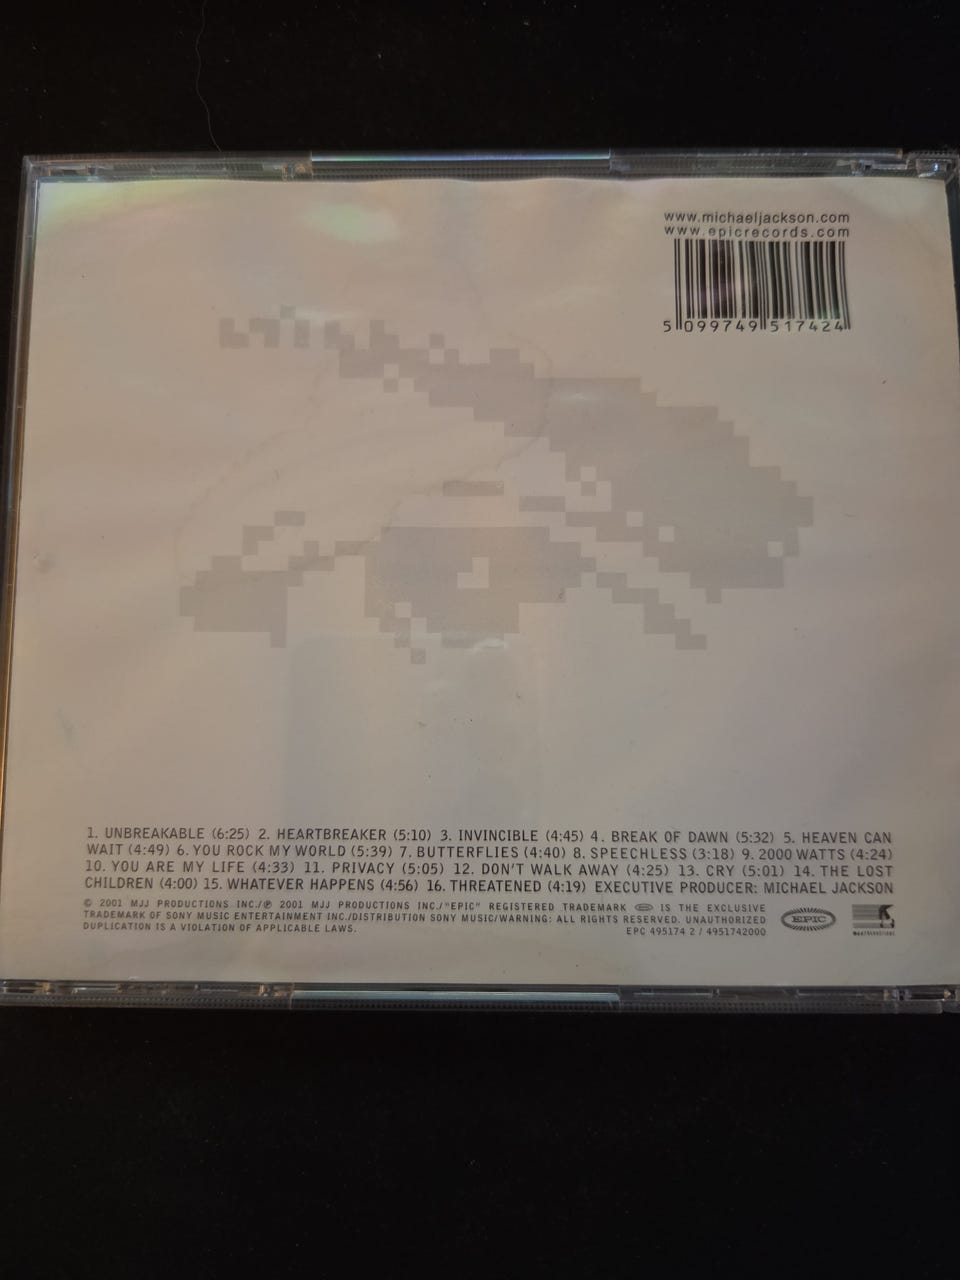 www.michaeljackson.com
www.epicrecords.com
5 099749 517424
1. UNBREAKABLE (6:25) 2. HEARTBREAKER (5:10) 3. INVINCIBLE (4:45) 4. BREAK OF DAWN (5:32) 5. HEAVEN CAN
WAIT (4:49) 6. YOU ROCK MY WORLD (5:39) 7. BUTTERFLIES (4:40) 8. SPEECHLESS (3:18) 9. 2000 WATTS (4:24)
10. YOU ARE MY LIFE (4:33) 11. PRIVACY (5:05) 12. DON'T WALK AWAY (4:25) 13. CRY (5:01) 14. THE LOST
CHILDREN (4:00) 15. WHATEVER HAPPENS (4:56) 16. THREATENED (4:19) EXECUTIVE PRODUCER: MICHAEL JACKSON
© 2001 MJJ PRODUCTIONS INC./℗ 2001 MJJ PRODUCTIONS INC./"EPIC" REGISTERED TRADEMARK IS THE EXCLUSIVE
TRADEMARK OF SONY MUSIC ENTERTAINMENT INC./DISTRIBUTION SONY MUSIC/WARNING: ALL RIGHTS RESERVED. UNAUTHORIZED
DUPLICATION IS A VIOLATION OF APPLICABLE LAWS.
EPC 495174 2 / 4951742000
EPIC